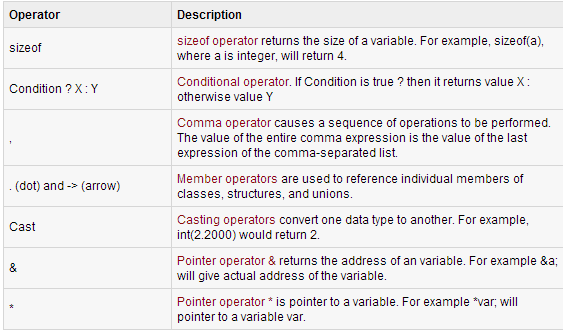 Operator Description
sizeof operator returns the size of a variable. For example, sizeof(a),
sizeof
where a is integer, will return 4.
Conditional operator. If Condition is true ? then it returns value X :
Condition ? X : Y
otherwise value Y
Comma operator causes a sequence of operations to be performed.
, The value of the entire comma expression is the value of the last
expression of the comma-separated list.
Member operators are used to reference individual members of
. (dot) and -> (arrow)
classes, structures, and unions.
Casting operators convert one data type to another. For example,
Cast
int(2.2000) would return 2.
Pointer operator & returns the address of an variable. For example &a;
&
will give actual address of the variable.
Pointer operator * is pointer to a variable. For example *var; will
*
pointer to a variable var.